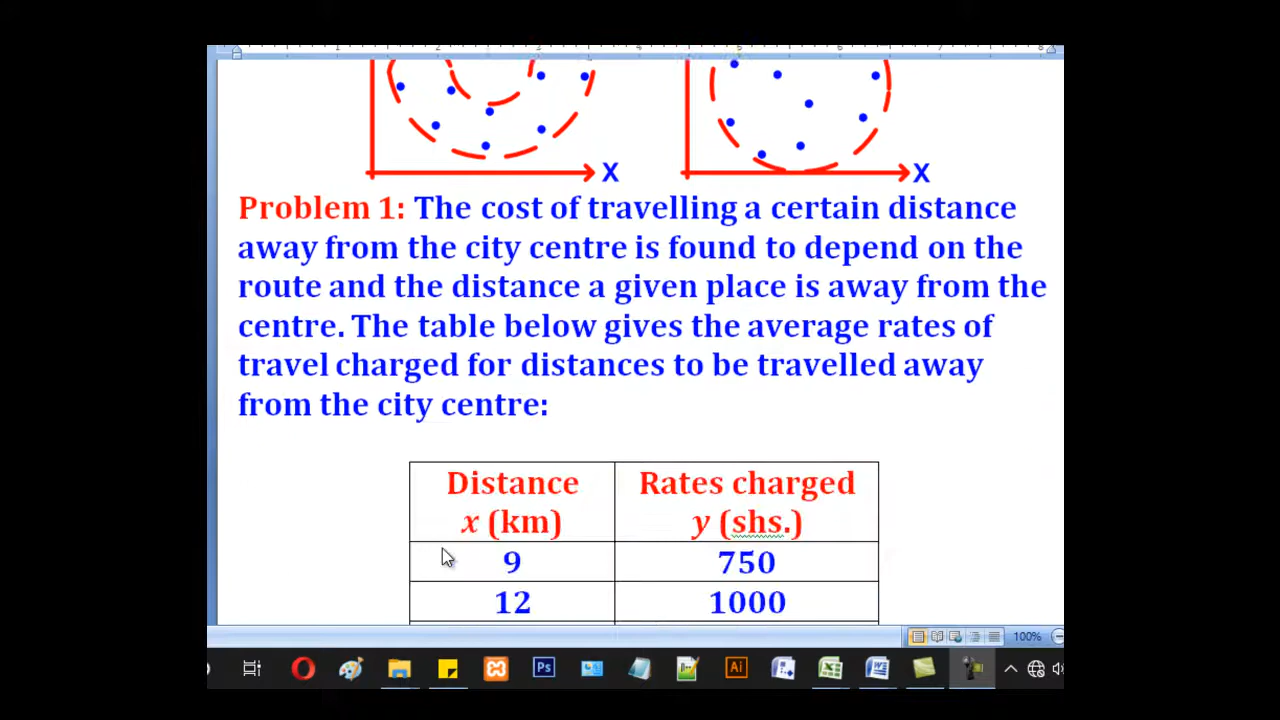 X X
Problem 1: The cost of travelling a certain distance
away from the city centre is found to depend on the
route and the distance a given place is away from the
centre. The table below gives the average rates of
travel charged for distances to be travelled away
from the city centre:
Distance Rates charged
x (km) y (shs.)
9 750
12 1000
100%
Ps Ai